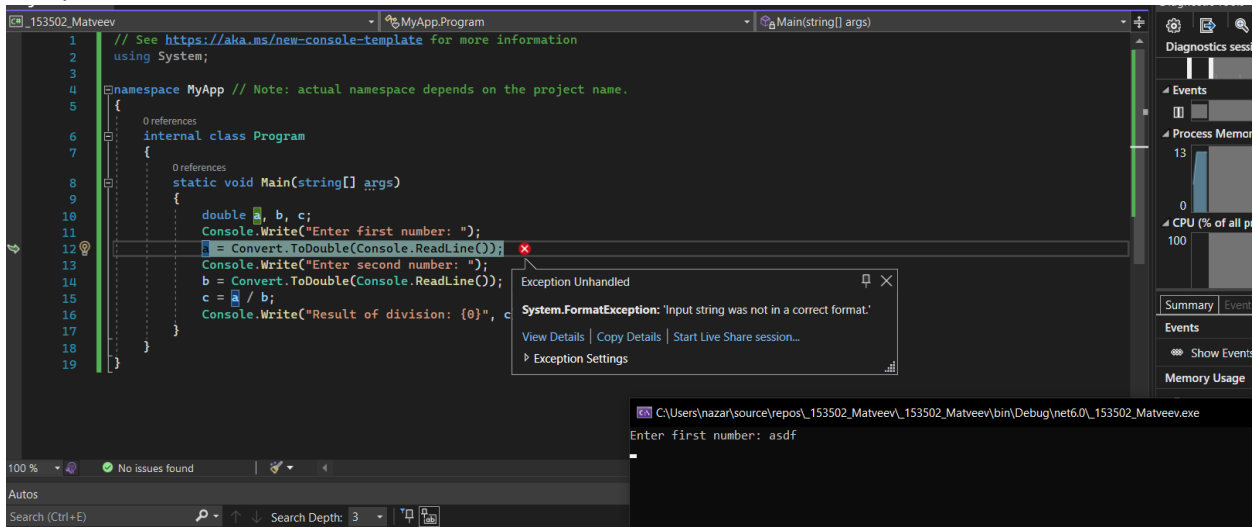 _153502_Matveev MyApp.Program Main(string[] args)
1 // See https://aka.ms/new-console-template for more information
2 using System;
3
4 namespace MyApp // Note: actual namespace depends on the project name.
5 {
0 references
6 internal class Program
7 {
0 references
8 static void Main(string[] args)
9 {
10 double a, b, c;
11 Console.Write("Enter first number: ");
12 a = Convert.ToDouble(Console.ReadLine());
13 Console.Write("Enter second number: ");
14 b = Convert.ToDouble(Console.ReadLine());
15 c = a / b;
16 Console.Write("Result of division: {0}", c
17 }
18 }
19 }
Exception Unhandled
System.FormatException: 'Input string was not in a correct format.'
View Details | Copy Details | Start Live Share session...
Exception Settings
Diagnostics sessi
Events
Process Memor
13
0
CPU (% of all p
100
Summary Event
Events
Show Events
Memory Usage
C:\Users\nazar\source\repos\_153502_Matveev\_153502_Matveev\bin\Debug\net6.0\_153502_Matveev.exe
Enter first number: asdf
100 % No issues found
Autos
Search (Ctrl+E) Search Depth: 3